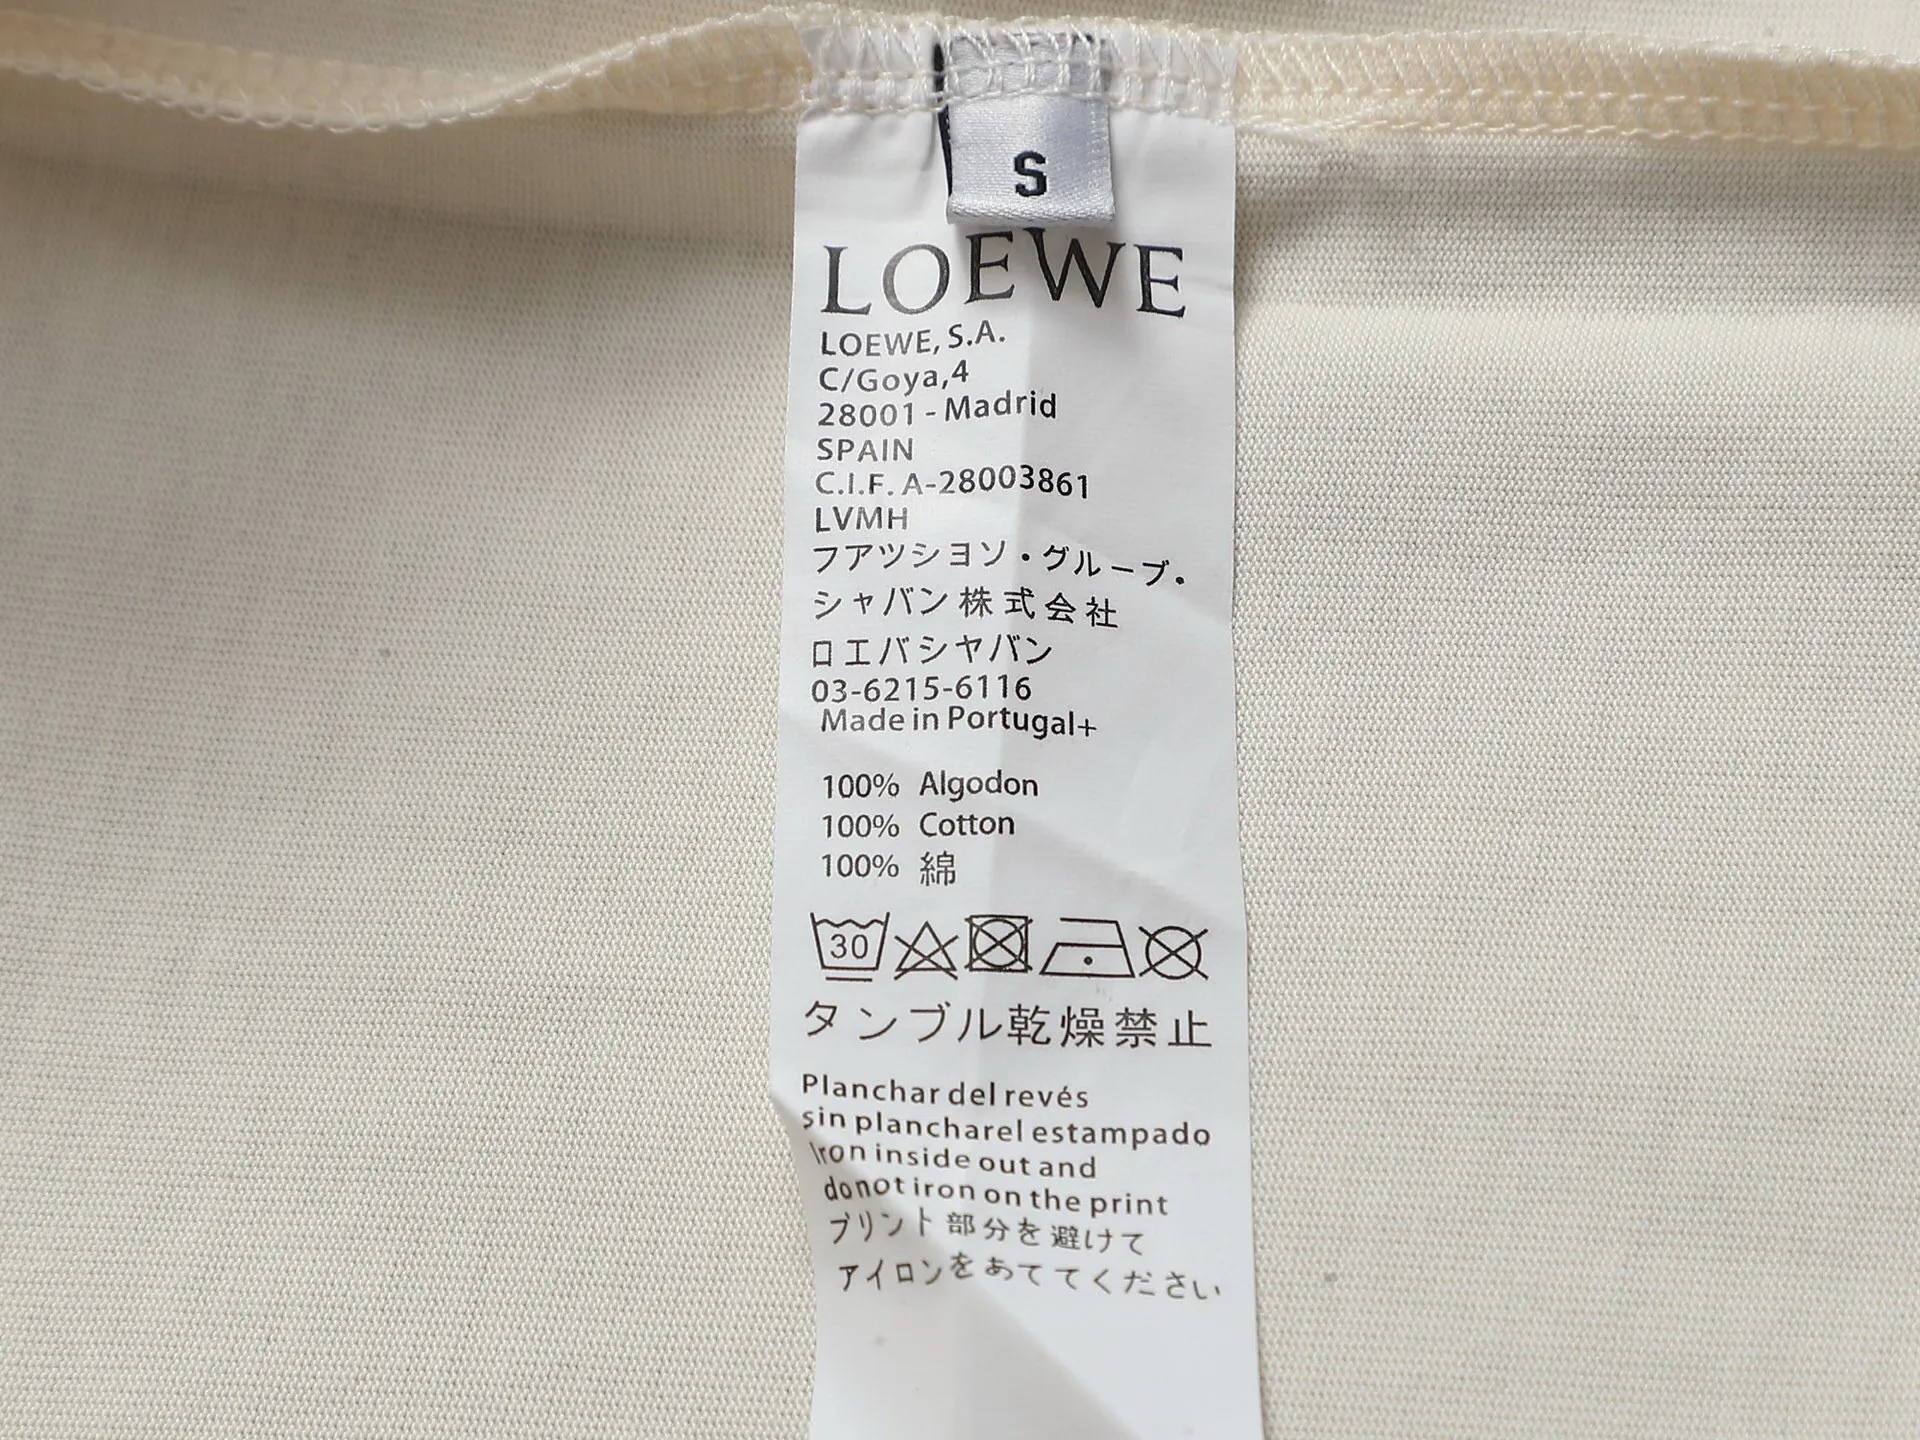 S
LOEWE
LOEWE, S.A.
C/Goya,4
28001 - Madrid
SPAIN
C.I.F. A-28003861
LVMH
フアツシヨソ・グループ・
シャバン株式会社
ロエバシヤバン
03-6215-6116
Made in Portugal+
100% Algodon
100% Cotton
100% 綿
30
タンブル乾燥禁止
Planchar del revés
sin plancharel estampado
Iron inside out and
donot iron on the print
プリント部分を避けて
アイロンをあててください